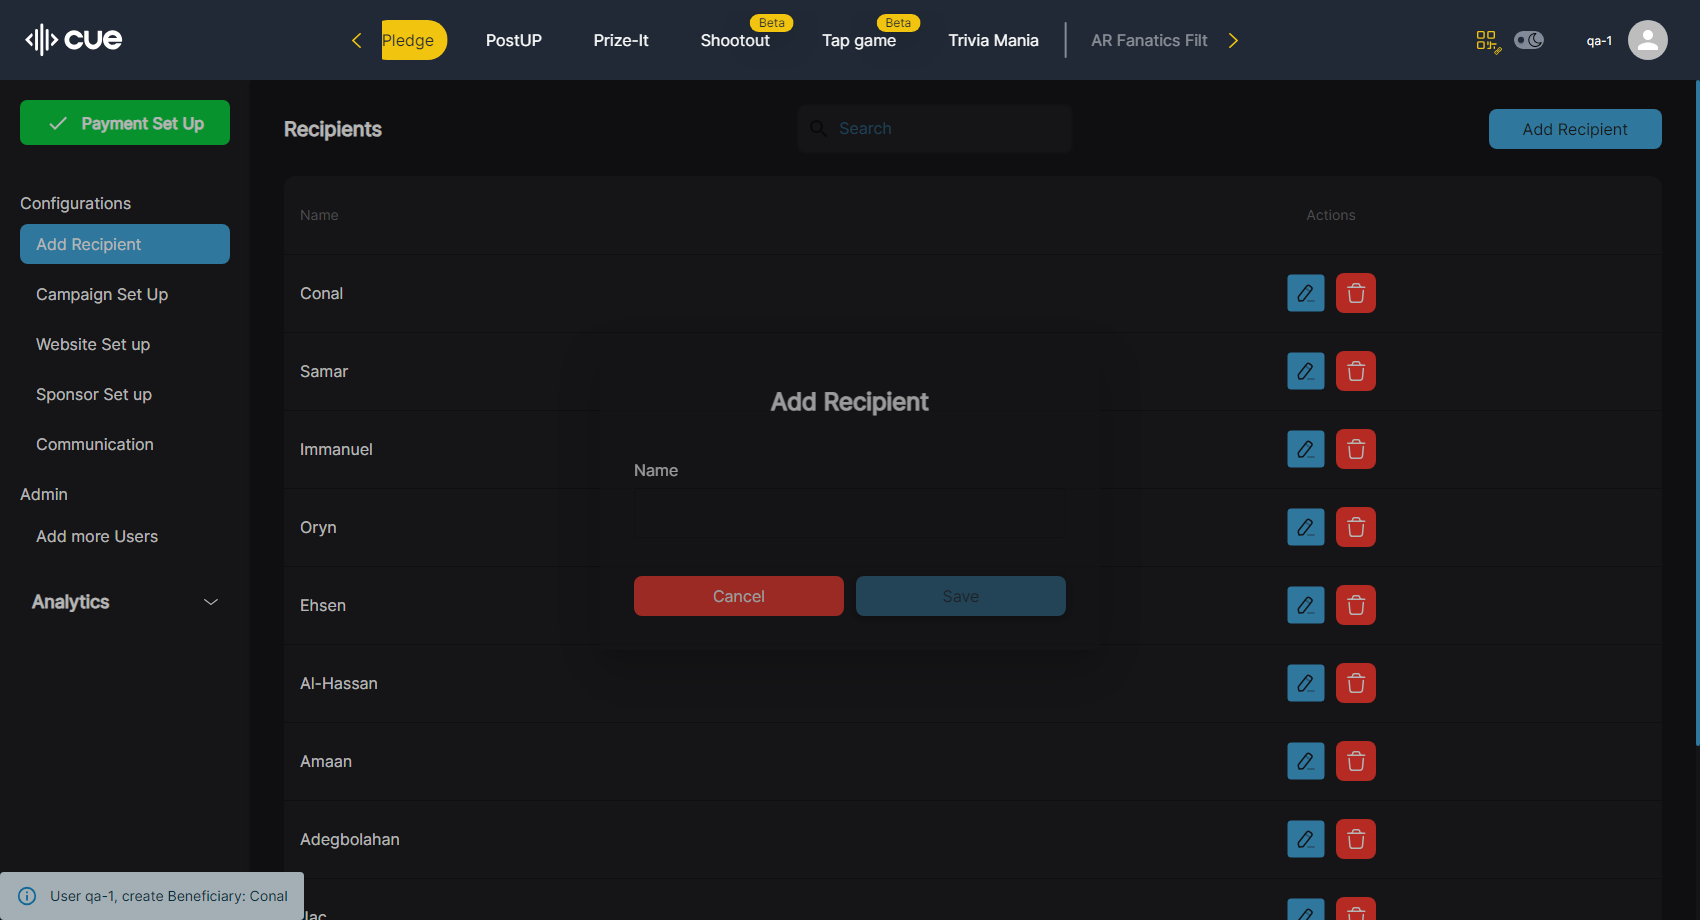 cue
Pledge
PostUP
Prize-It
Shootout
Beta
Tap game
Beta
Trivia Mania
AR Fanatics Filt
qa-1
Payment Set Up
Configurations
Add Recipient
Campaign Set Up
Website Set up
Sponsor Set up
Communication
Admin
Add more Users
Analytics
Recipients
Search
Add Recipient
Name
Actions
Conal
Samar
Immanuel
Oryn
Ehsen
Al-Hassan
Amaan
Adegbolahan
Add Recipient
Name
Cancel
Save
User qa-1, create Beneficiary: Conal